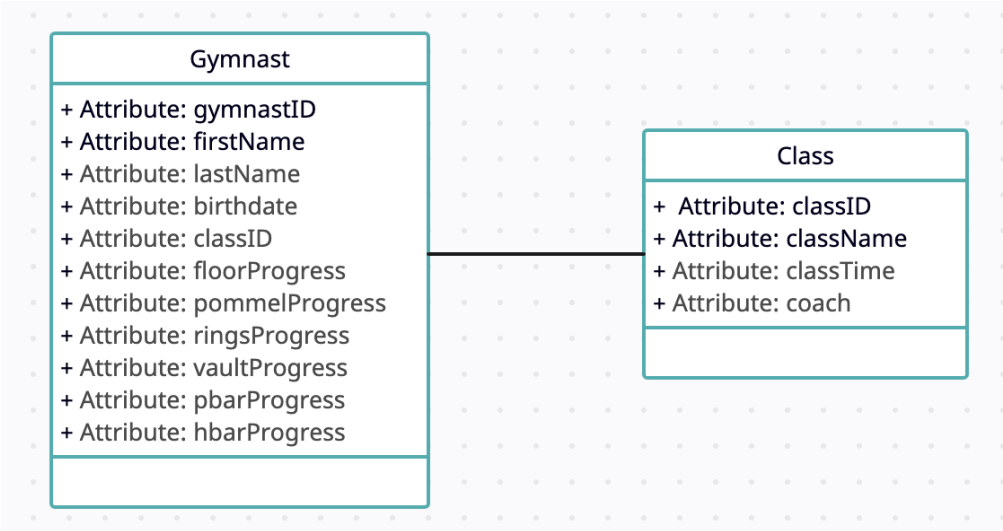 Gymnast
+ Attribute: gymnastID
+ Attribute: firstName
+ Attribute: lastName
+ Attribute: birthdate
+ Attribute: classID
+ Attribute: floorProgress
+ Attribute: pommelProgress
+ Attribute: ringsProgress
+ Attribute: vaultProgress
+ Attribute: pbarProgress
+ Attribute: hbarProgress
Class
+ Attribute: classID
+ Attribute: className
+ Attribute: classTime
+ Attribute: coach